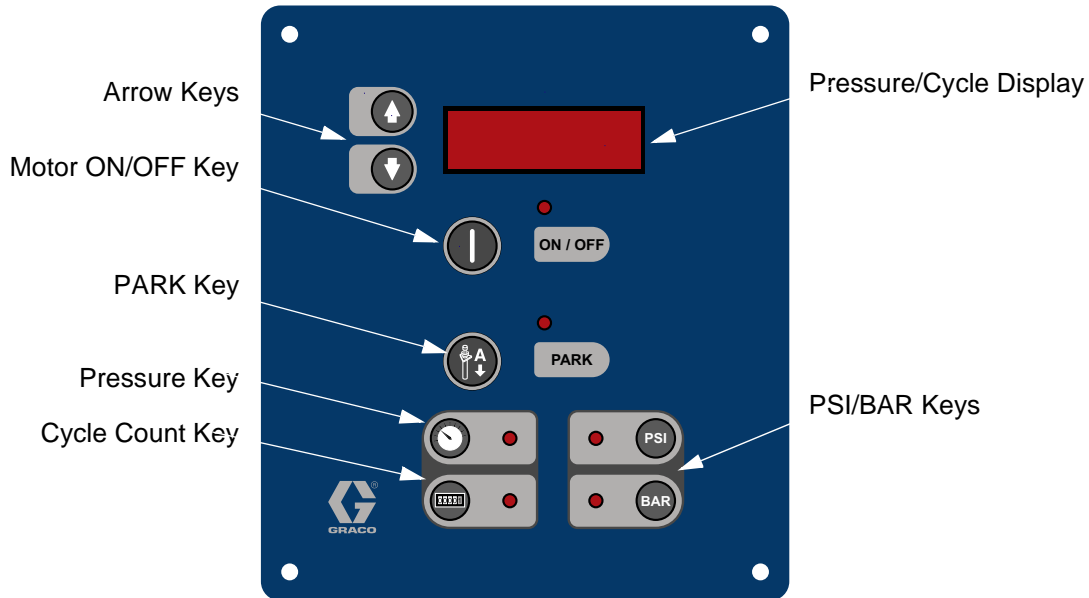 Arrow Keys
Pressure/Cycle Display
Motor ON/OFF Key
ON / OFF
PARK Key
A
PARK
Pressure Key
PSI/BAR Keys
PSI
Cycle Count Key
BAR
G®
GRACO